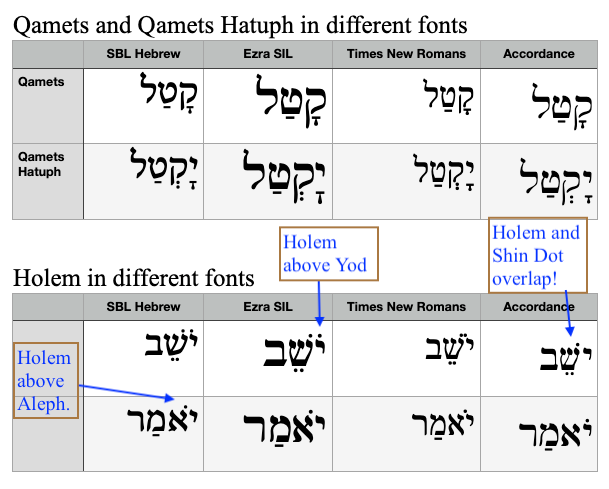 Qamets and Qamets Hatuph in different fonts
SBL Hebrew Ezra SIL Times New Romans Accordance
Qamets קָטַל קָטַל קָטַל קָטַל
Qamets
Hatuph יָקְטַל יָקְטַל יָקְטַל יָקְטַל
Holem
above Yod
Holem and
Shin Dot
overlap!
Holem in different fonts
SBL Hebrew Ezra SIL Times New Romans Accordance
יֹשֵׁב יֹשֵׁב יֹשֵׁב יֹשֵׁב
Holem
above
Aleph.
יֹאמַר יֹאמַר יֹאמַר יֹאמַר